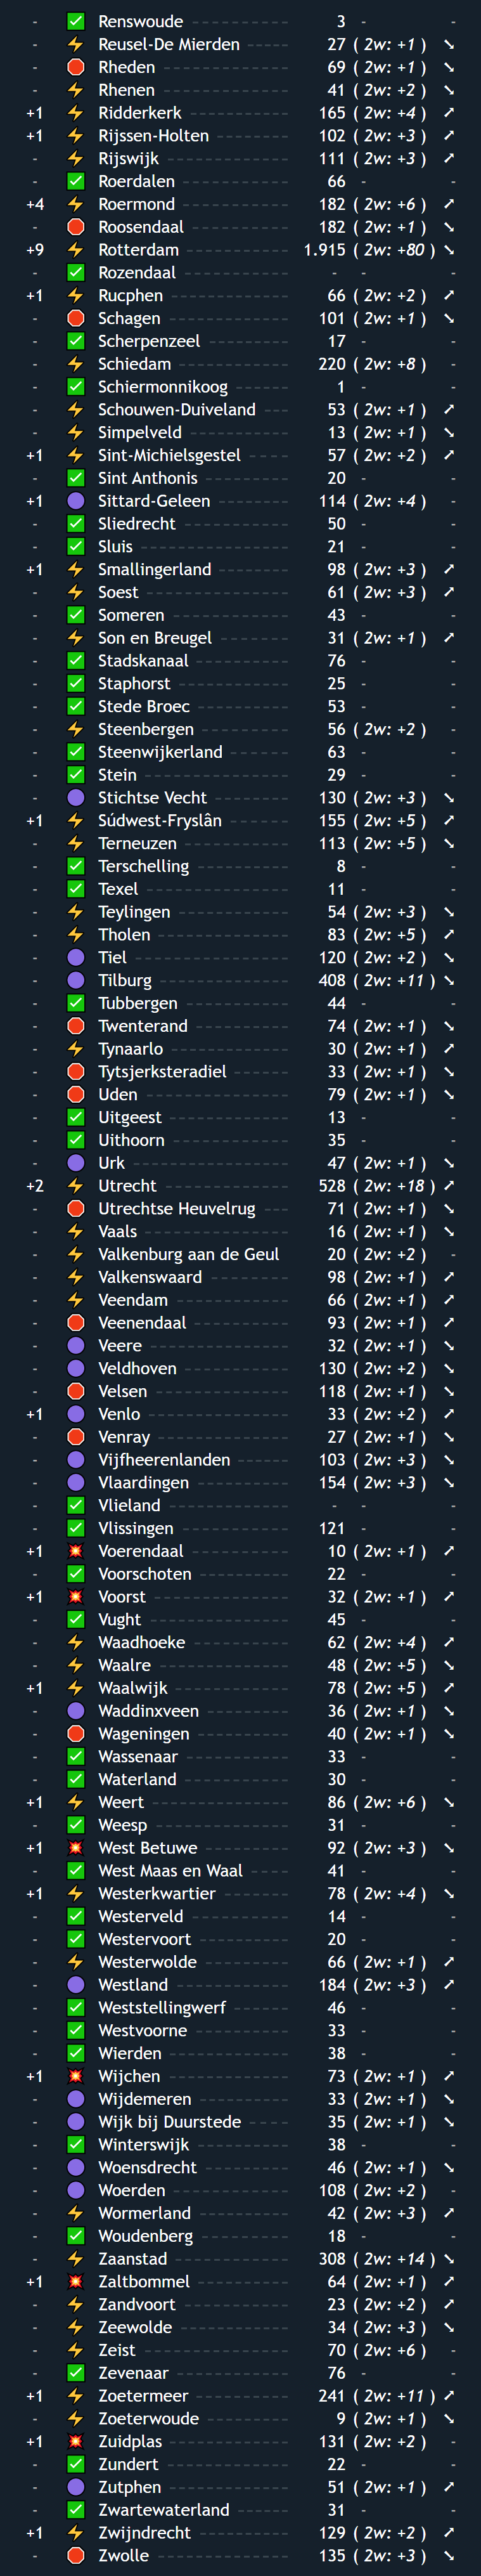 - ✅ Renswoude 3 - -
- ⚡ Reusel-De Mierden 27 ( 2w: +1 ) ➘
- 🛑 Rheden 69 ( 2w: +1 ) ➘
- ⚡ Rhenen 41 ( 2w: +2 ) ➘
+1 ⚡ Ridderkerk 165 ( 2w: +4 ) ➚
+1 ⚡ Rijssen-Holten 102 ( 2w: +3 ) ➚
- ⚡ Rijswijk 111 ( 2w: +3 ) ➚
- ✅ Roerdalen 66 - -
+4 ⚡ Roermond 182 ( 2w: +6 ) ➚
- 🛑 Roosendaal 182 ( 2w: +1 ) ➘
+9 ⚡ Rotterdam 1.915 ( 2w: +80 ) ➘
- ✅ Rozendaal - - -
+1 ⚡ Rucphen 66 ( 2w: +2 ) ➚
- 🛑 Schagen 101 ( 2w: +1 ) ➘
- ✅ Scherpenzeel 17 - -
- ⚡ Schiedam 220 ( 2w: +8 ) -
- ✅ Schiermonnikoog 1 - -
- ⚡ Schouwen-Duiveland 53 ( 2w: +1 ) ➚
- ⚡ Simpelveld 13 ( 2w: +1 ) ➘
+1 ⚡ Sint-Michielsgestel 57 ( 2w: +2 ) ➚
- ✅ Sint Anthonis 20 - -
+1 🟣 Sittard-Geleen 114 ( 2w: +4 ) -
- ✅ Sliedrecht 50 - -
- ✅ Sluis 21 - -
+1 ⚡ Smallingerland 98 ( 2w: +3 ) ➚
- ⚡ Soest 61 ( 2w: +3 ) ➚
- ✅ Someren 43 - -
- ⚡ Son en Breugel 31 ( 2w: +1 ) ➚
- ✅ Stadskanaal 76 - -
- ✅ Staphorst 25 - -
- ✅ Stede Broec 53 - -
- ⚡ Steenbergen 56 ( 2w: +2 ) -
- ✅ Steenwijkerland 63 - -
- ✅ Stein 29 - -
- 🟣 Stichtse Vecht 130 ( 2w: +3 ) ➘
+1 ⚡ Súdwest-Fryslân 155 ( 2w: +5 ) ➚
- ⚡ Terneuzen 113 ( 2w: +5 ) ➘
- ✅ Terschelling 8 - -
- ✅ Texel 11 - -
- ⚡ Teylingen 54 ( 2w: +3 ) ➘
- ⚡ Tholen 83 ( 2w: +5 ) ➚
- 🟣 Tiel 120 ( 2w: +2 ) ➘
- 🟣 Tilburg 408 ( 2w: +11 ) ➘
- ✅ Tubbergen 44 - -
- 🛑 Twenterand 74 ( 2w: +1 ) ➘
- ⚡ Tynaarlo 30 ( 2w: +1 ) ➚
- 🛑 Tytsjerksteradiel 33 ( 2w: +1 ) ➘
- 🛑 Uden 79 ( 2w: +1 ) ➘
- ✅ Uitgeest 13 - -
- ✅ Uithoorn 35 - -
- 🟣 Urk 47 ( 2w: +1 ) ➘
+2 ⚡ Utrecht 528 ( 2w: +18 ) ➚
- 🛑 Utrechtse Heuvelrug 71 ( 2w: +1 ) ➘
- ⚡ Vaals 16 ( 2w: +1 ) ➘
- ⚡ Valkenburg aan de Geul 20 ( 2w: +2 ) -
- ⚡ Valkenswaard 98 ( 2w: +1 ) ➚
- ⚡ Veendam 66 ( 2w: +1 ) ➚
- 🛑 Veenendaal 93 ( 2w: +1 ) ➚
- 🟣 Veere 32 ( 2w: +1 ) ➘
- 🟣 Veldhoven 130 ( 2w: +2 ) ➘
- 🛑 Velsen 118 ( 2w: +1 ) ➘
+1 🟣 Venlo 33 ( 2w: +2 ) ➚
- 🛑 Venray 27 ( 2w: +1 ) ➘
- 🟣 Vijfheerenlanden 103 ( 2w: +3 ) ➘
- 🟣 Vlaardingen 154 ( 2w: +3 ) ➘
- ✅ Vlieland - - -
- ✅ Vlissingen 121 - -
+1 💥 Voerendaal 10 ( 2w: +1 ) ➚
- ✅ Voorschoten 22 - -
+1 💥 Voorst 32 ( 2w: +1 ) ➚
- ✅ Vught 45 - -
- ⚡ Waadhoeke 62 ( 2w: +4 ) ➚
- ⚡ Waalre 48 ( 2w: +5 ) ➘
+1 ⚡ Waalwijk 78 ( 2w: +5 ) ➚
- 🟣 Waddinxveen 36 ( 2w: +1 ) ➘
- 🛑 Wageningen 40 ( 2w: +1 ) ➘
- ✅ Wassenaar 33 - -
- ✅ Waterland 30 - -
+1 ⚡ Weert 86 ( 2w: +6 ) ➘
- ✅ Weesp 31 - -
+1 💥 West Betuwe 92 ( 2w: +3 ) ➘
- ✅ West Maas en Waal 41 - -
+1 ⚡ Westerkwartier 78 ( 2w: +4 ) ➘
- ✅ Westerveld 14 - -
- ✅ Westervoort 20 - -
- ⚡ Westerwolde 66 ( 2w: +1 ) ➚
- 🟣 Westland 184 ( 2w: +3 ) ➚
- ✅ Weststellingwerf 46 - -
- ✅ Westvoorne 33 - -
- ✅ Wierden 38 - -
+1 💥 Wijchen 73 ( 2w: +1 ) ➚
- 🟣 Wijdemeren 33 ( 2w: +1 ) ➘
- 🟣 Wijk bij Duurstede 35 ( 2w: +1 ) ➘
- ✅ Winterswijk 38 - -
- 🟣 Woensdrecht 46 ( 2w: +1 ) ➘
- 🟣 Woerden 108 ( 2w: +2 ) -
- ⚡ Wormerland 42 ( 2w: +3 ) ➚
- ✅ Woudenberg 18 - -
- ⚡ Zaanstad 308 ( 2w: +14 ) ➘
+1 💥 Zaltbommel 64 ( 2w: +1 ) ➚
- ⚡ Zandvoort 23 ( 2w: +2 ) ➚
- ⚡ Zeewolde 34 ( 2w: +3 ) ➘
- ⚡ Zeist 70 ( 2w: +6 ) -
- ✅ Zevenaar 76 - -
+1 ⚡ Zoetermeer 241 ( 2w: +11 ) ➚
- ⚡ Zoeterwoude 9 ( 2w: +1 ) ➘
+1 💥 Zuidplas 131 ( 2w: +2 ) -
- ✅ Zundert 22 - -
- 🟣 Zutphen 51 ( 2w: +1 ) ➚
- ✅ Zwartewaterland 31 - -
+1 ⚡ Zwijndrecht 129 ( 2w: +2 ) ➚
- 🛑 Zwolle 135 ( 2w: +3 ) ➘